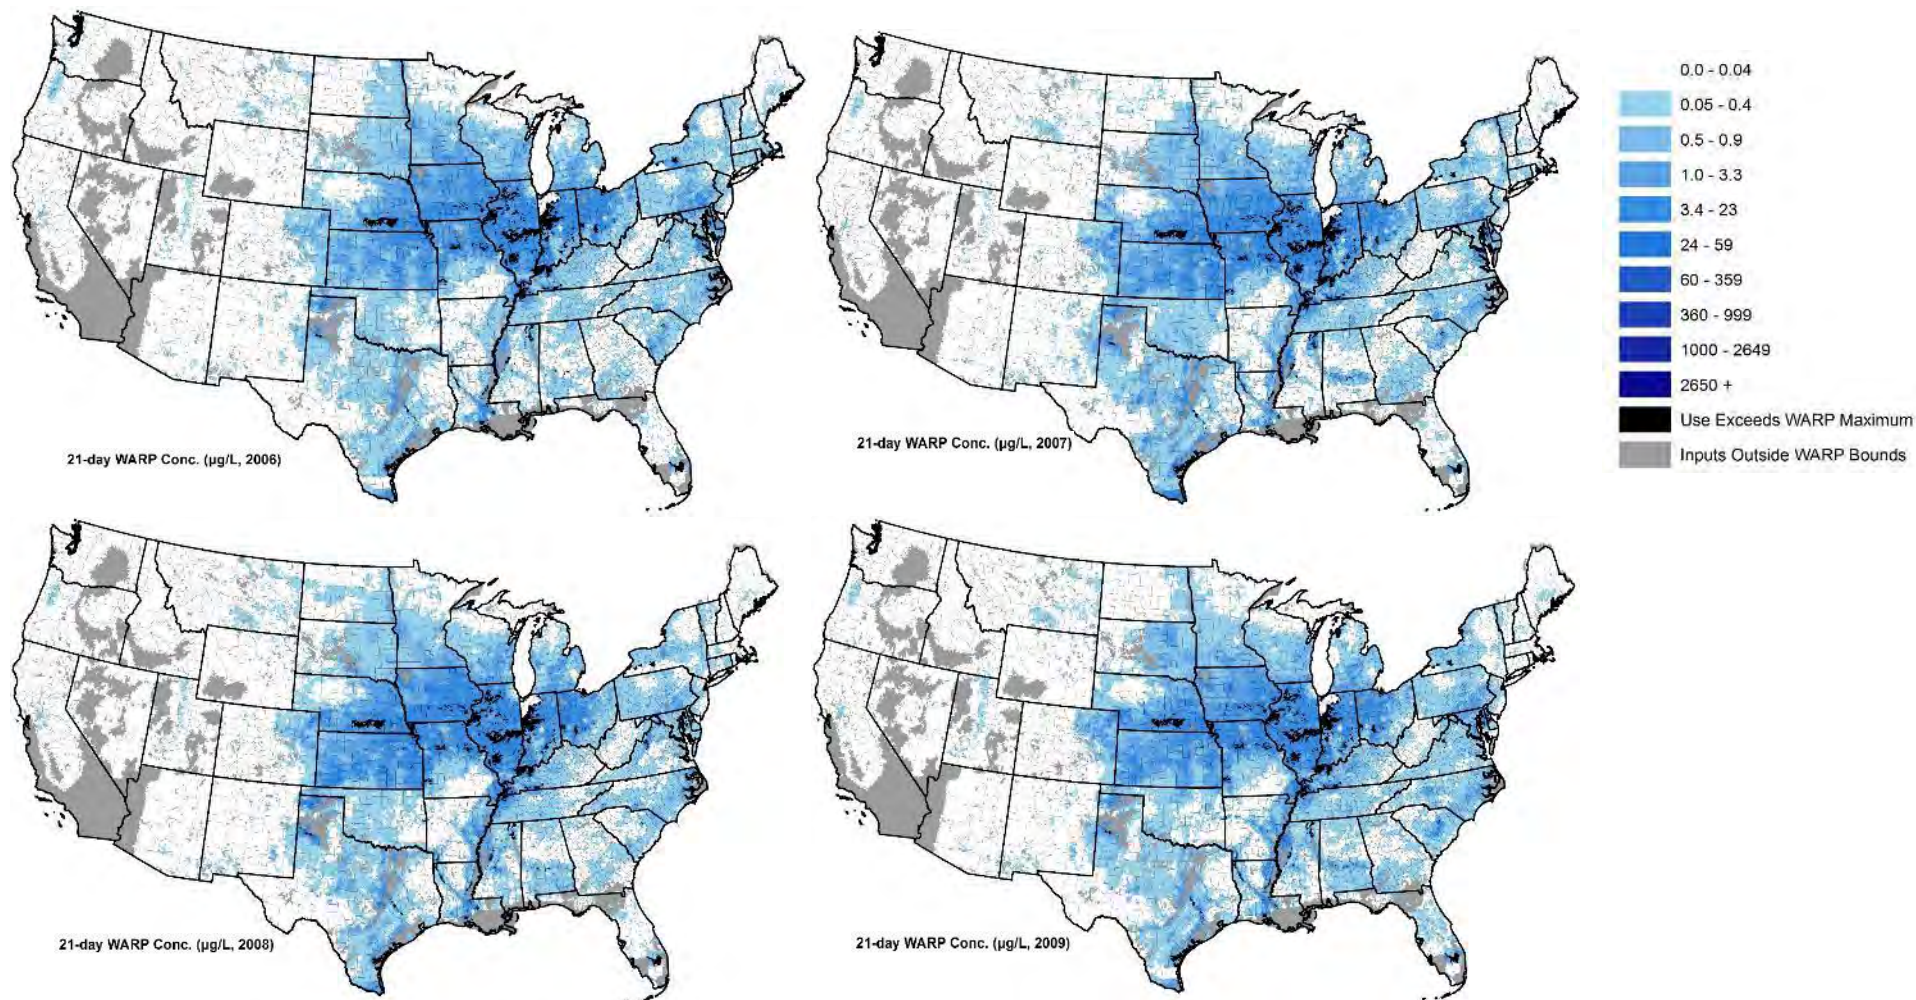 0.0 - 0.04
0.05 - 0.4
0.5 - 0.9
1.0 - 3.3
3.4 - 23
24 - 59
60 - 359
360 - 999
1000 - 2649
2650 +
Use Exceeds WARP Maximum
Inputs Outside WARP Bounds
21-day WARP Conc. (µg/L, 2006)
21-day WARP Conc. (µg/L, 2007)
21-day WARP Conc. (µg/L, 2008)
21-day WARP Conc. (µg/L, 2009)